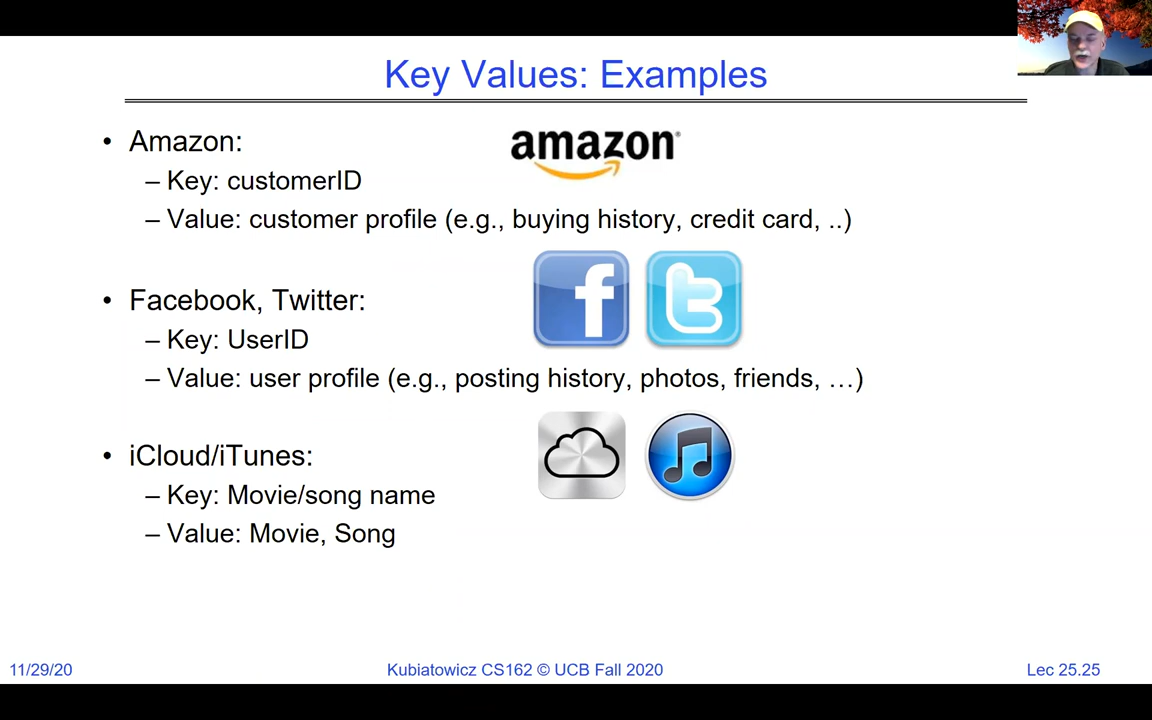 Key Values: Examples
• Amazon:
amazon
– Key: customerID
– Value: customer profile (e.g., buying history, credit card, ..)
• Facebook, Twitter:
f
t
– Key: UserID
– Value: user profile (e.g., posting history, photos, friends, …)
• iCloud/iTunes:
– Key: Movie/song name
– Value: Movie, Song
11/29/20
Kubiatowicz CS162 © UCB Fall 2020
Lec 25.25